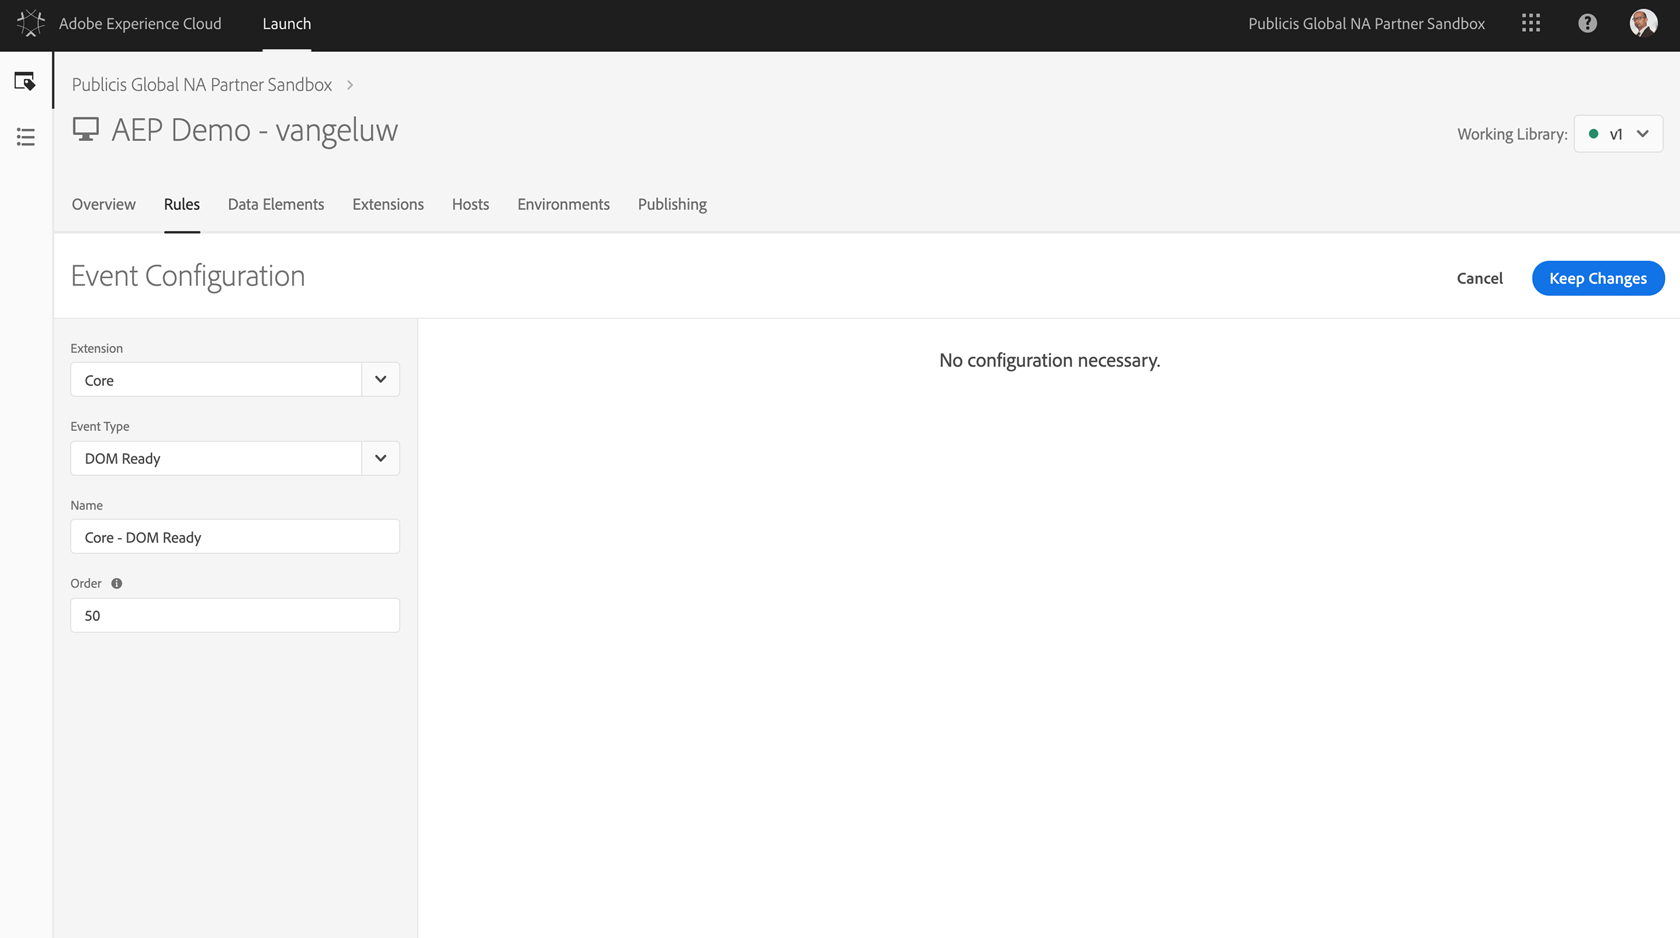 Adobe Experience Cloud
Launch
Publicis Global NA Partner Sandbox
?
Publicis Global NA Partner Sandbox
AEP Demo - vangeluw
Working Library:
v1
Overview
Rules
Data Elements
Extensions
Hosts
Environments
Publishing
Event Configuration
Cancel
Keep Changes
Extension
Core
Event Type
DOM Ready
Name
Core - DOM Ready
Order
50
No configuration necessary.